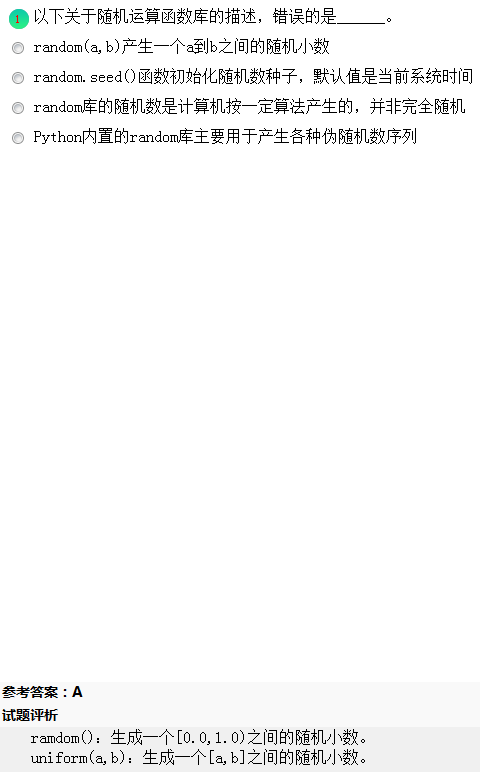 1 以下关于随机运算函数库的描述，错误的是______。
random(a,b)产生一个a到b之间的随机小数
random.seed()函数初始化随机数种子，默认值是当前系统时间
random库的随机数是计算机按一定算法产生的，并非完全随机
Python内置的random库主要用于产生各种伪随机数序列
参考答案：A
试题评析
ramdom()：生成一个[0.0,1.0)之间的随机小数。
uniform(a,b)：生成一个[a,b]之间的随机小数。